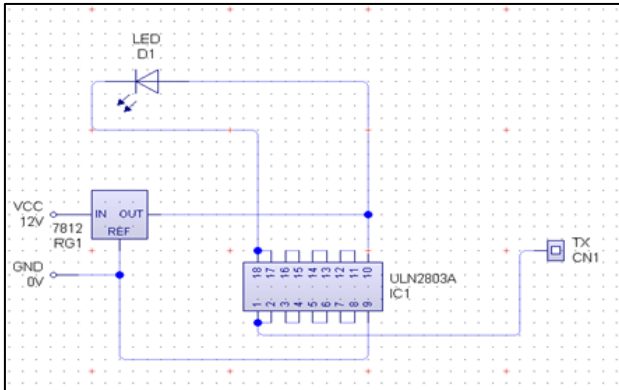 LED
D1
VCC
12V
IN OUT
REF
7812
RG1
GND
0V
18 17 16 15 14 13 12 11 10
1 2 3 4 5 6 7 8 9
ULN2803A
IC1
TX
CN1